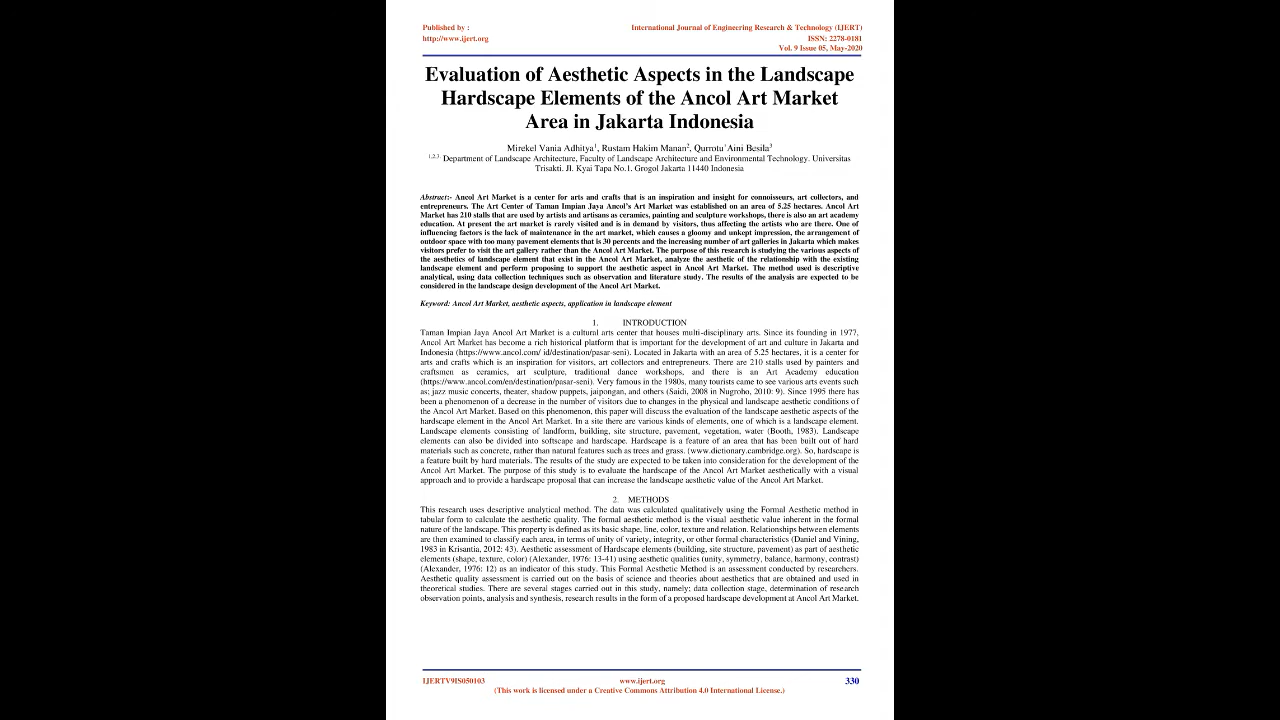 Published by :
International Journal of Engineering Research & Technology (IJERT)
http://www.ijert.org
ISSN: 2278-0181
Vol. 9 Issue 05, May-2020
Evaluation of Aesthetic Aspects in the Landscape
Hardscape Elements of the Ancol Art Market
Area in Jakarta Indonesia
Mirekel Vania Adhitya1, Rustam Hakim Manan2, Qurrotu'Aini Besila3
1,2,3 Department of Landscape Architecture, Faculty of Landscape Architecture and Environmental Technology. Universitas
Trisakti. Jl. Kyai Tapa No.1. Grogol Jakarta 11440 Indonesia
Abstract:- Ancol Art Market is a center for arts and crafts that is an inspiration and insight for connoisseurs, art collectors, and
entrepreneurs. The Art Center of Taman Impian Jaya Ancol's Art Market was established on an area of 5.25 hectares. Ancol Art
Market has 210 stalls that are used by artists and artisans as ceramics, painting and sculpture workshops, there is also an art academy
education. At present the art market is rarely visited and is in demand by visitors, thus affecting the artists who are there. One of
influencing factors is the lack of maintenance in the art market, which causes a gloomy and unkept impression, the arrangement of
outdoor space with too many pavement elements that is 30 percents and the increasing number of art galleries in Jakarta which makes
visitors prefer to visit the art gallery rather than the Ancol Art Market. The purpose of this research is studying the various aspects of
the aesthetics of landscape element that exist in the Ancol Art Market, analyze the aesthetic of the relationship with the existing
landscape element and perform proposing to support the aesthetic aspect in Ancol Art Market. The method used is descriptive
analytical, using data collection techniques such as observation and literature study. The results of the analysis are expected to be
considered in the landscape design development of the Ancol Art Market.
Keyword: Ancol Art Market, aesthetic aspects, application in landscape element
1. INTRODUCTION
Taman Impian Jaya Ancol Art Market is a cultural arts center that houses multi-disciplinary arts. Since its founding in 1977,
Ancol Art Market has become a rich historical platform that is important for the development of art and culture in Jakarta and
Indonesia (https://www.ancol.com/ id/destination/pasar-seni). Located in Jakarta with an area of 5.25 hectares, it is a center for
arts and crafts which is an inspiration for visitors, art collectors and entrepreneurs. There are 210 stalls used by painters and
craftsmen as ceramics, art sculpture, traditional dance workshops, and there is an Art Academy education
(https://www.ancol.com/en/destination/pasar-seni). Very famous in the 1980s, many tourists came to see various arts events such
as; jazz music concerts, theater, shadow puppets, jaipongan, and others (Saidi, 2008 in Nugroho, 2010: 9). Since 1995 there has
been a phenomenon of a decrease in the number of visitors due to changes in the physical and landscape aesthetic conditions of
the Ancol Art Market. Based on this phenomenon, this paper will discuss the evaluation of the landscape aesthetic aspects of the
hardscape element in the Ancol Art Market. In a site there are various kinds of elements, one of which is a landscape element.
Landscape elements consisting of landform, building, site structure, pavement, vegetation, water (Booth, 1983). Landscape
elements can also be divided into softscape and hardscape. Hardscape is a feature of an area that has been built out of hard
materials such as concrete, rather than natural features such as trees and grass. (www.dictionary.cambridge.org). So, hardscape is
a feature built by hard materials. The results of the study are expected to be taken into consideration for the development of the
Ancol Art Market. The purpose of this study is to evaluate the hardscape of the Ancol Art Market aesthetically with a visual
approach and to provide a hardscape proposal that can increase the landscape aesthetic value of the Ancol Art Market.
2. METHODS
This research uses descriptive analytical method. The data was calculated qualitatively using the Formal Aesthetic method in
tabular form to calculate the aesthetic quality. The formal aesthetic method is the visual aesthetic value inherent in the formal
nature of the landscape. This property is defined as its basic shape, line, color, texture and relation. Relationships between elements
are then examined to classify each area, in terms of unity of variety, integrity, or other formal characteristics (Daniel and Vining,
1983 in Krisantia, 2012: 43). Aesthetic assessment of Hardscape elements (building, site structure, pavement) as part of aesthetic
elements (shape, texture, color) (Alexander, 1976: 13-41) using aesthetic qualities (unity, symmetry, balance, harmony, contrast)
(Alexander, 1976: 12) as an indicator of this study. This Formal Aesthetic Method is an assessment conducted by researchers.
Aesthetic quality assessment is carried out on the basis of science and theories about aesthetics that are obtained and used in
theoretical studies. There are several stages carried out in this study, namely; data collection stage, determination of research
observation points, analysis and synthesis, research results in the form of a proposed hardscape development at Ancol Art Market.
IJERTV9IS050103
www.ijert.org
330
(This work is licensed under a Creative Commons Attribution 4.0 International License.)